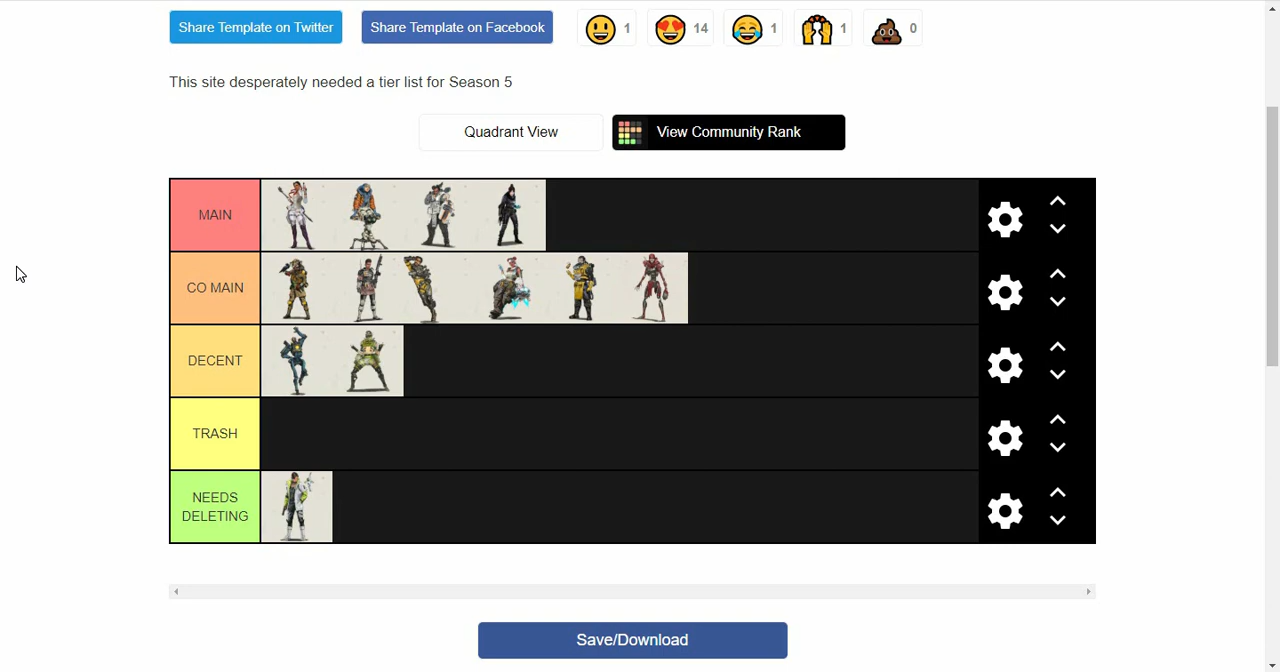 Share Template on Twitter
Share Template on Facebook
1
14
1
1
0
This site desperately needed a tier list for Season 5
Quadrant View
View Community Rank
MAIN
CO MAIN
DECENT
TRASH
NEEDS
DELETING
Save/Download